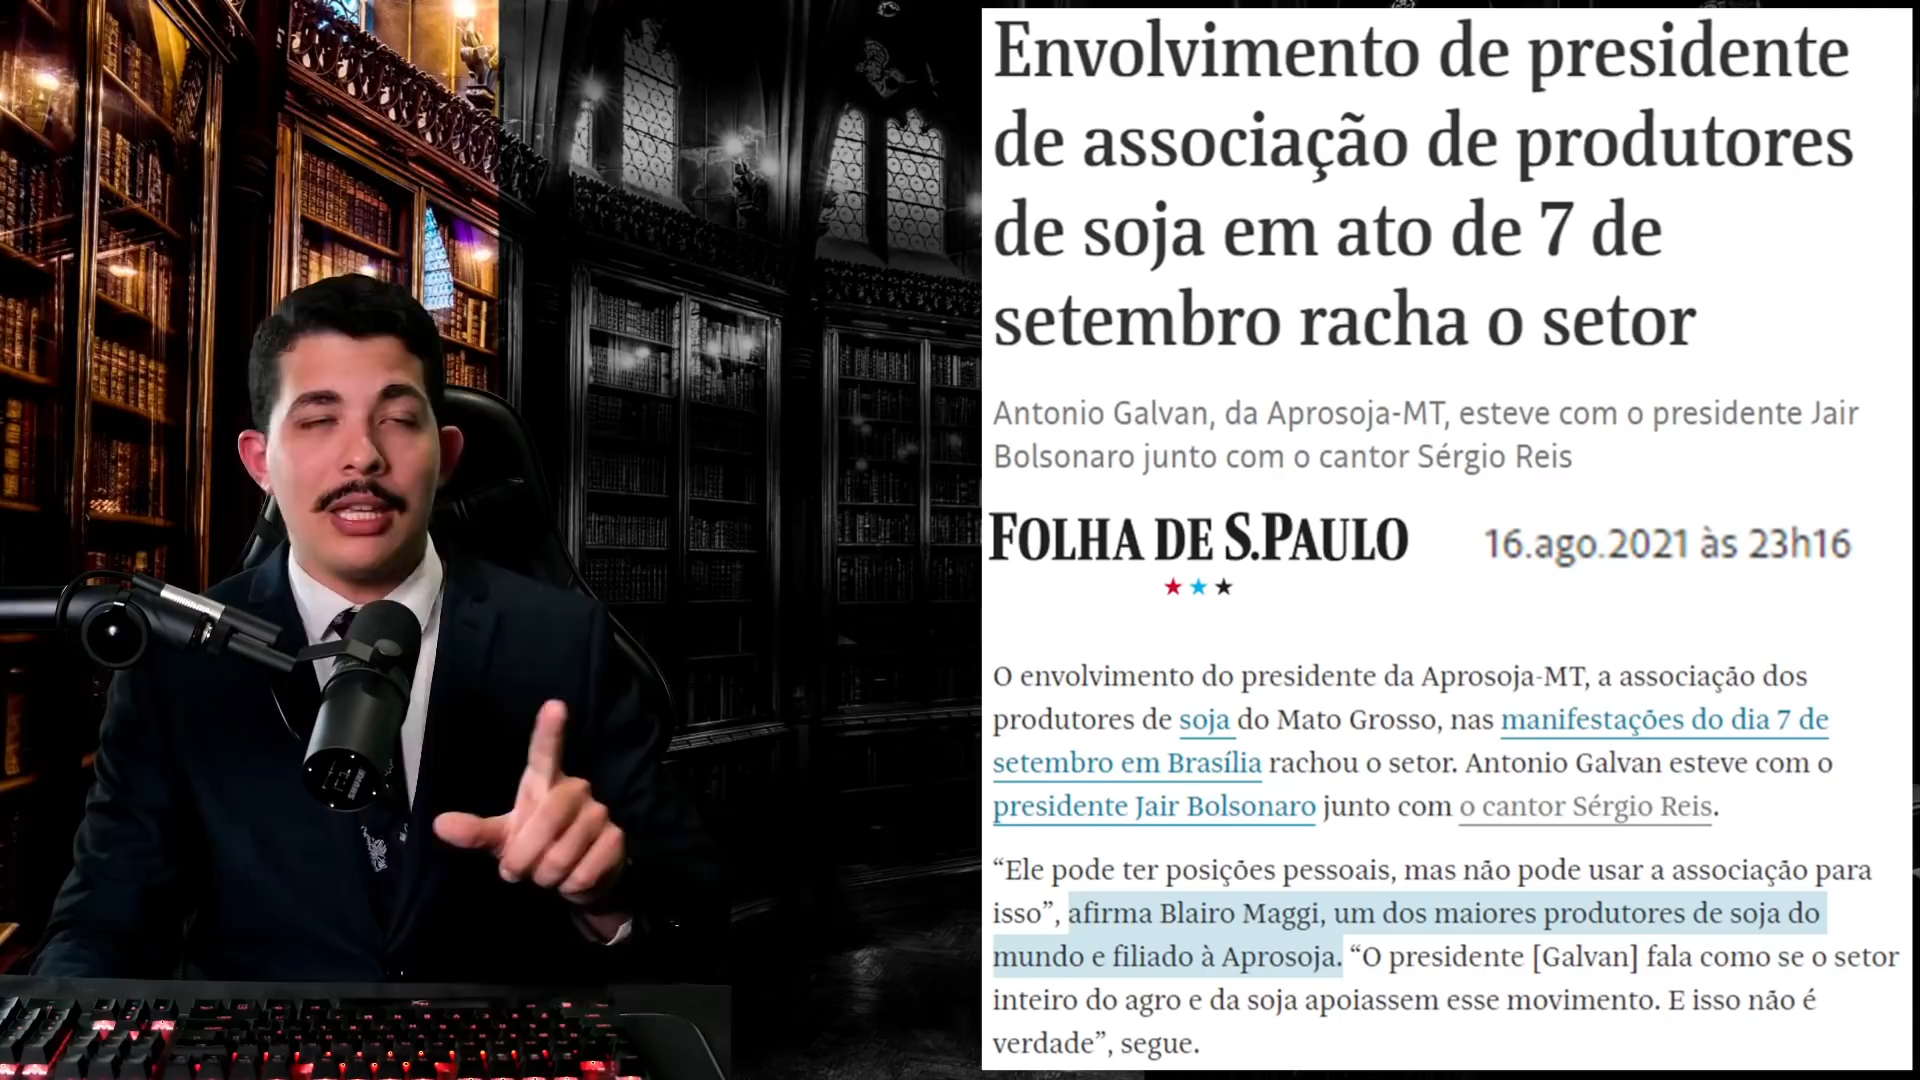 Envolvimento de presidente
de associação de produtores
de soja em ato de 7 de
setembro racha o setor
Antonio Galvan, da Aprosoja-MT, esteve com o presidente Jair
Bolsonaro junto com o cantor Sérgio Reis
FOLHA DE S.PAULO
16.ago.2021 às 23h16
O envolvimento do presidente da Aprosoja-MT, a associação dos
produtores de soja do Mato Grosso, nas manifestações do dia 7 de
setembro em Brasília rachou o setor. Antonio Galvan esteve com o
presidente Jair Bolsonaro junto com o cantor Sérgio Reis.
“Ele pode ter posições pessoais, mas não pode usar a associação para
isso”, afirma Blairo Maggi, um dos maiores produtores de soja do
mundo e filiado à Aprosoja. “O presidente [Galvan] fala como se o setor
inteiro do agro e da soja apoiassem esse movimento. E isso não é
verdade”, segue.
SHURE